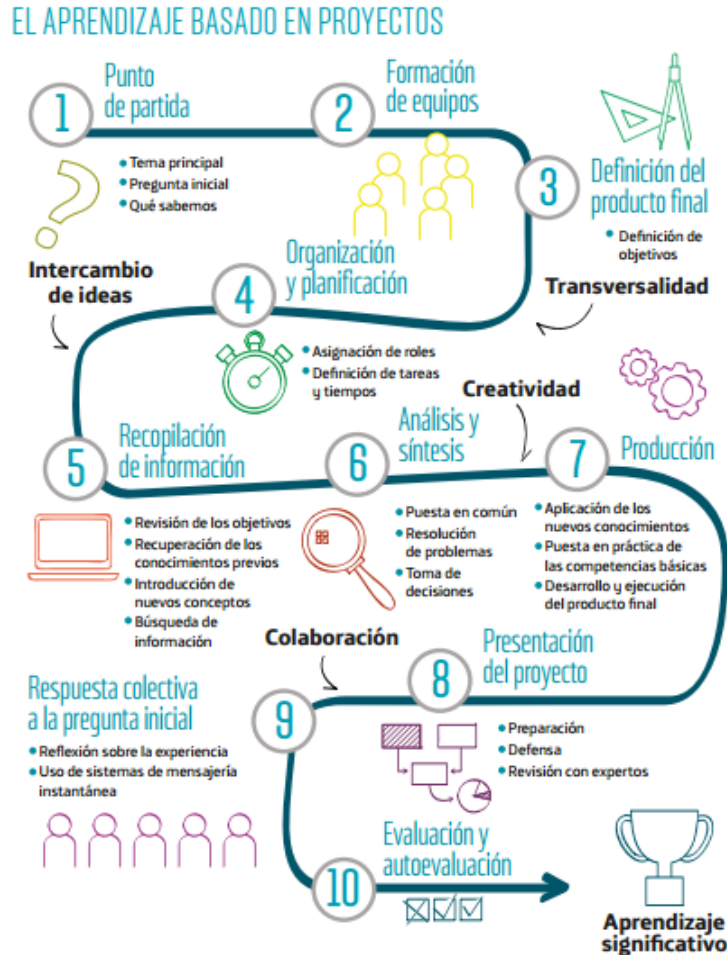 EL APRENDIZAJE BASADO EN PROYECTOS
1
Punto
de partida
• Tema principal
• Pregunta inicial
• Qué sabemos
2
Formación
de equipos
3
Definición del
producto final
• Definición de
objetivos
Transversalidad
4
Organización
y planificación
• Asignación de roles
• Definición de tareas
y tiempos
Intercambio
de ideas
5
Recopilación
de información
• Revisión de los objetivos
• Recuperación de los
conocimientos previos
• Introducción de
nuevos conceptos
• Búsqueda de
información
6
Análisis y
síntesis
• Puesta en común
• Resolución
de problemas
• Toma de
decisiones
Creatividad
7
Producción
• Aplicación de los
nuevos conocimientos
• Puesta en práctica de
las competencias básicas
• Desarrollo y ejecución
del producto final
8
Presentación
del proyecto
• Preparación
• Defensa
• Revisión con expertos
Colaboración
9
Respuesta colectiva
a la pregunta inicial
• Reflexión sobre la experiencia
• Uso de sistemas de mensajería
instantánea
10
Evaluación y
autoevaluación
Aprendizaje
significativo